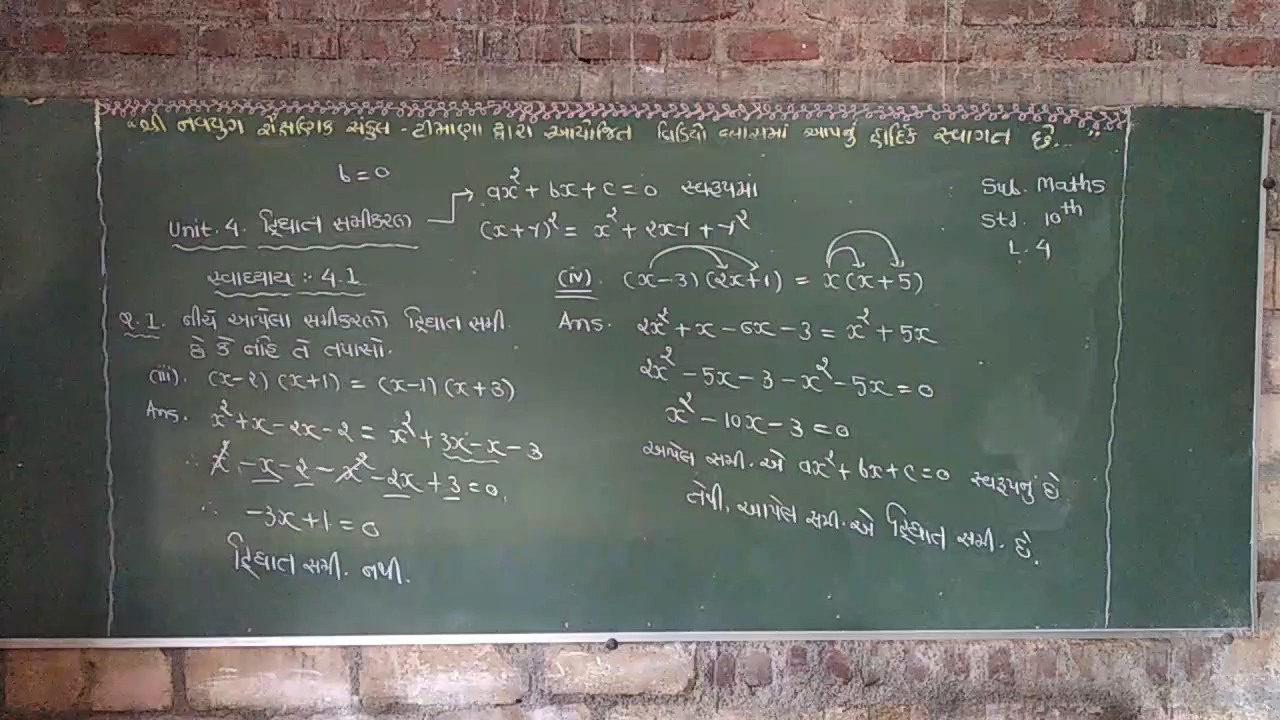 "શ્રી નવયુગ શૈક્ષણિક સંકુલ - ટીમાણા દ્વારા આયોજિત વિડિયો ક્લાસમાં આપનું હાર્દિક સ્વાગત છે..."
b = 0
ax² + bx + c = 0 સ્વરૂપમાં
Unit. 4. દ્વિઘાત સમીકરણ
(x+y)² = x² + 2xy + y²
Sub. Maths
Std. 10th
L. 4
સ્વાધ્યાય :- 4.1
Q.1. નીચે આપેલા સમીકરણો દ્વિઘાત સમી.
છે કે નહિ તે તપાસો.
(iii). (x-2) (x+1) = (x-1) (x+3)
Ans. x² + x - 2x - 2 = x² + 3x - x - 3
∴ x² - x - 2 - x² - 2x + 3 = 0
∴ -3x + 1 = 0
દ્વિઘાત સમી. નથી.
(iv). (x-3) (2x+1) = x(x+5)
Ans. 2x² + x - 6x - 3 = x² + 5x
2x² - 5x - 3 - x² - 5x = 0
x² - 10x - 3 = 0
આપેલ સમી. એ ax² + bx + c = 0 સ્વરૂપનું છે
તેથી, આપેલ સમી. એ દ્વિઘાત સમી. છે.